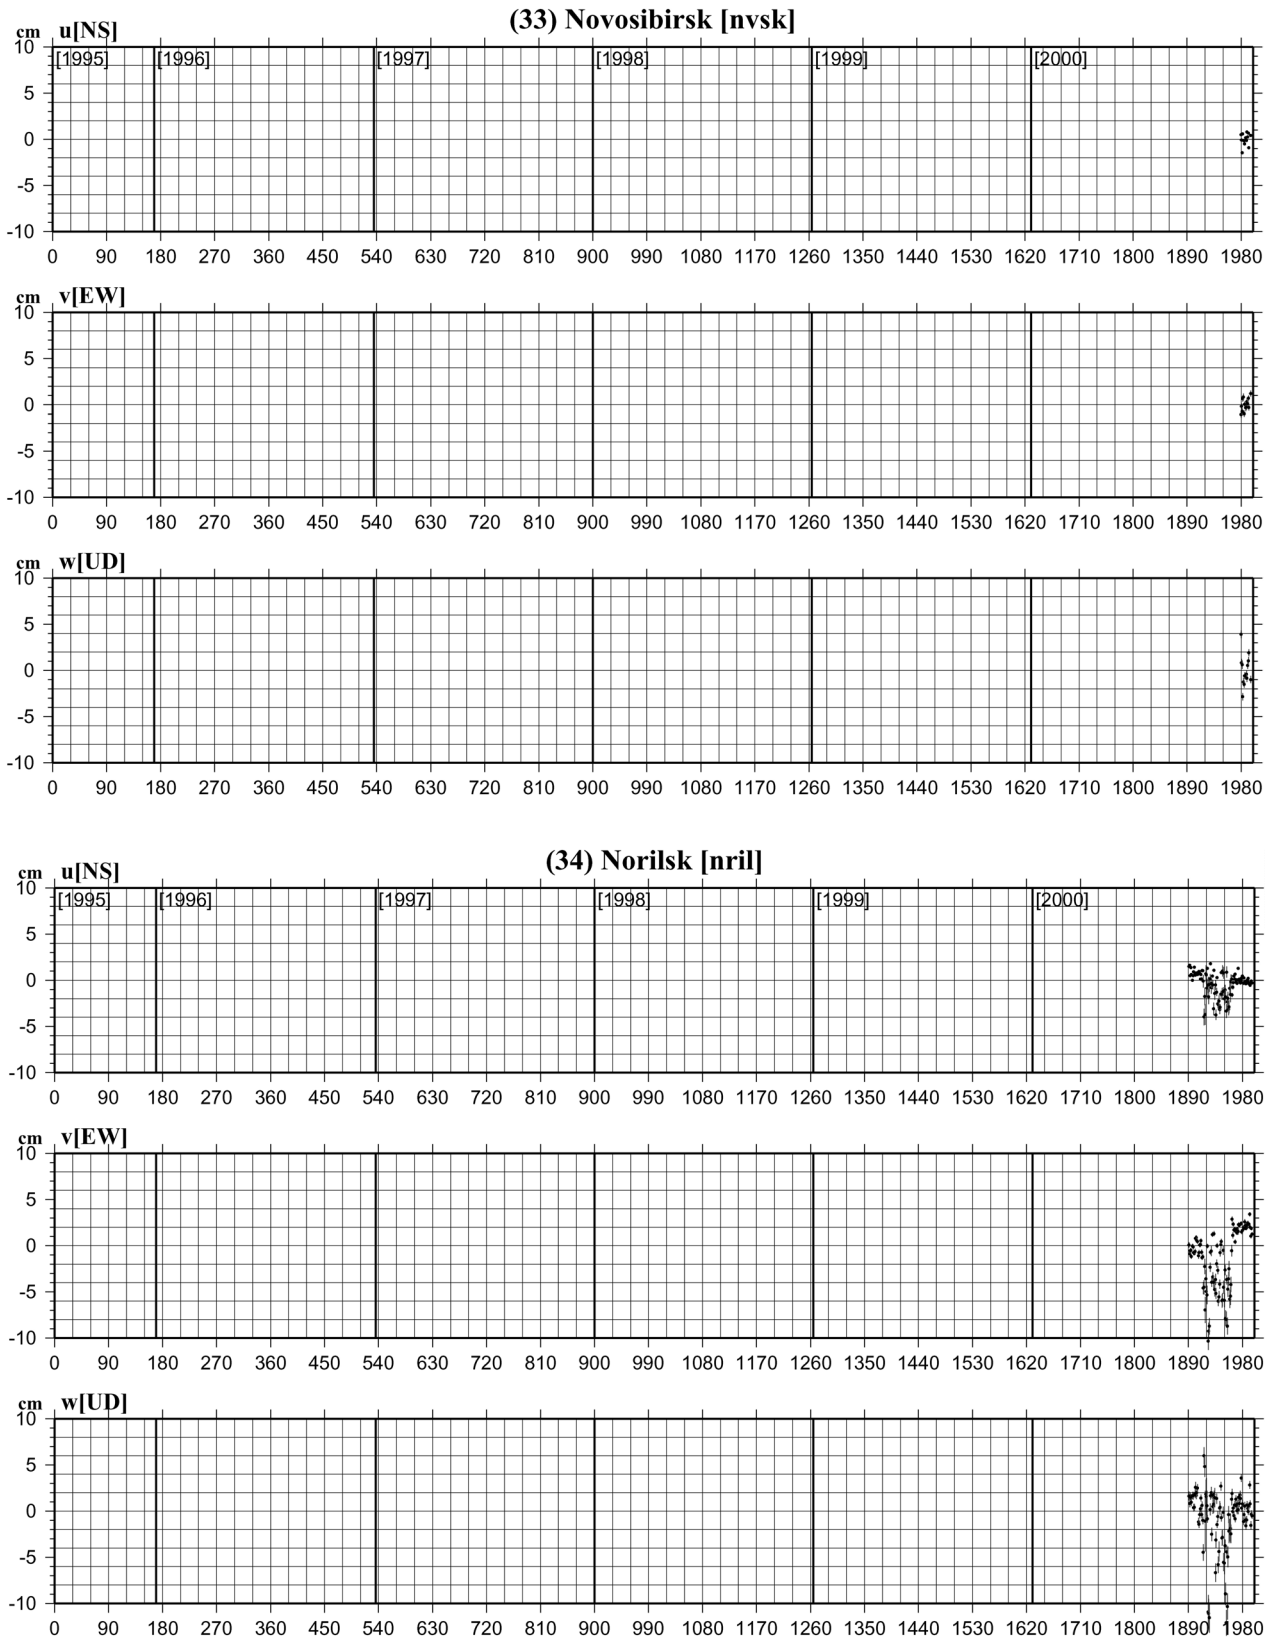 (33) Novosibirsk [nvsk]
cm u[NS]
10
[1995] [1996] [1997] [1998] [1999] [2000]
5
0
-5
-10
0 90 180 270 360 450 540 630 720 810 900 990 1080 1170 1260 1350 1440 1530 1620 1710 1800 1890 1980
cm v[EW]
10
5
0
-5
-10
0 90 180 270 360 450 540 630 720 810 900 990 1080 1170 1260 1350 1440 1530 1620 1710 1800 1890 1980
cm w[UD]
10
5
0
-5
-10
0 90 180 270 360 450 540 630 720 810 900 990 1080 1170 1260 1350 1440 1530 1620 1710 1800 1890 1980
(34) Norilsk [nril]
cm u[NS]
10
[1995] [1996] [1997] [1998] [1999] [2000]
5
0
-5
-10
0 90 180 270 360 450 540 630 720 810 900 990 1080 1170 1260 1350 1440 1530 1620 1710 1800 1890 1980
cm v[EW]
10
5
0
-5
-10
0 90 180 270 360 450 540 630 720 810 900 990 1080 1170 1260 1350 1440 1530 1620 1710 1800 1890 1980
cm w[UD]
10
5
0
-5
-10
0 90 180 270 360 450 540 630 720 810 900 990 1080 1170 1260 1350 1440 1530 1620 1710 1800 1890 1980